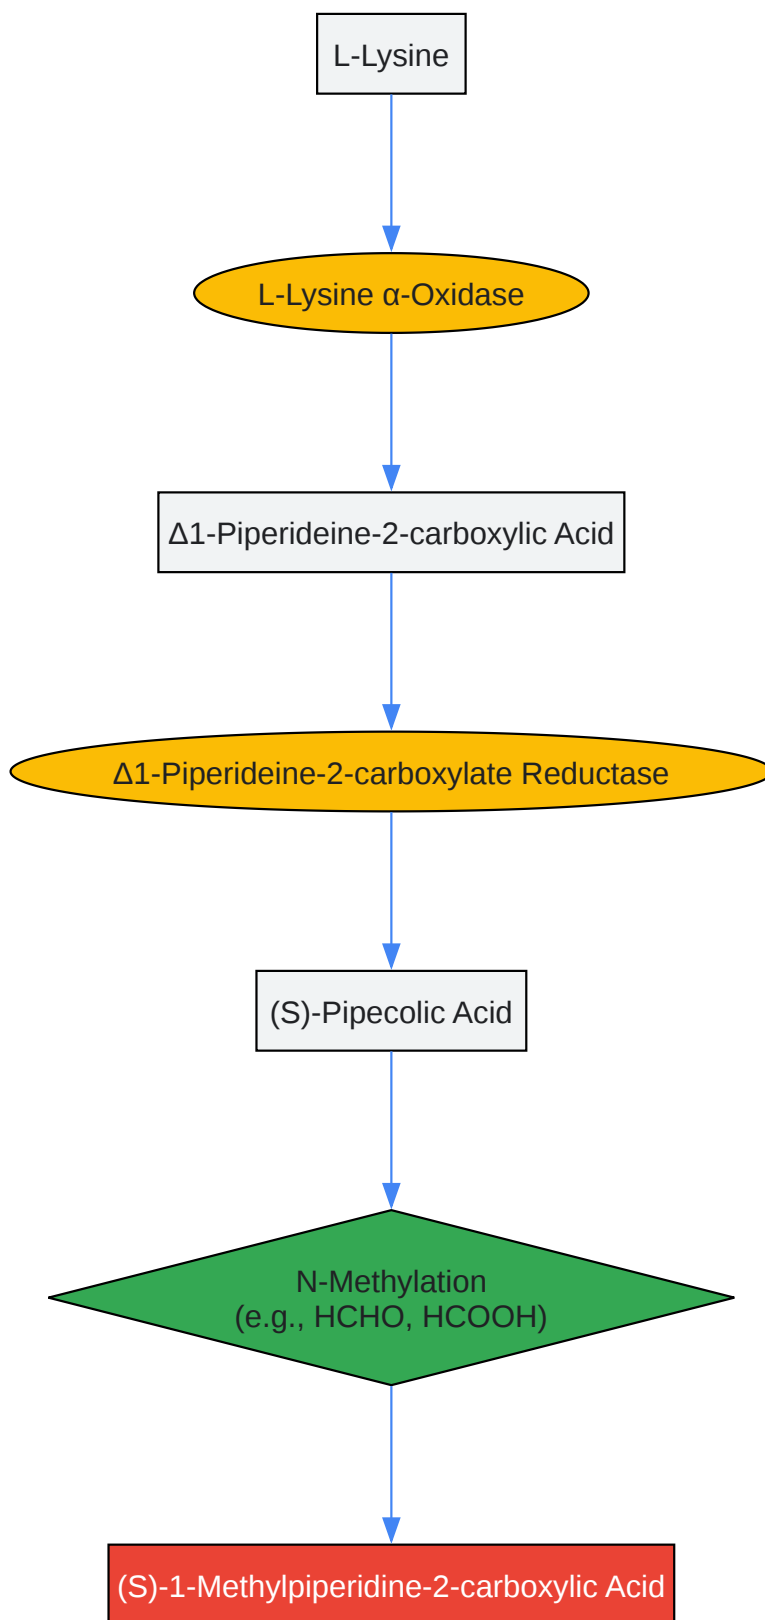 L-Lysine
L-Lysine α-Oxidase
Δ1-Piperideine-2-carboxylic Acid
Δ1-Piperideine-2-carboxylate Reductase
(S)-Pipecolic Acid
N-Methylation
(e.g., HCHO, HCOOH)
(S)-1-Methylpiperidine-2-carboxylic Acid